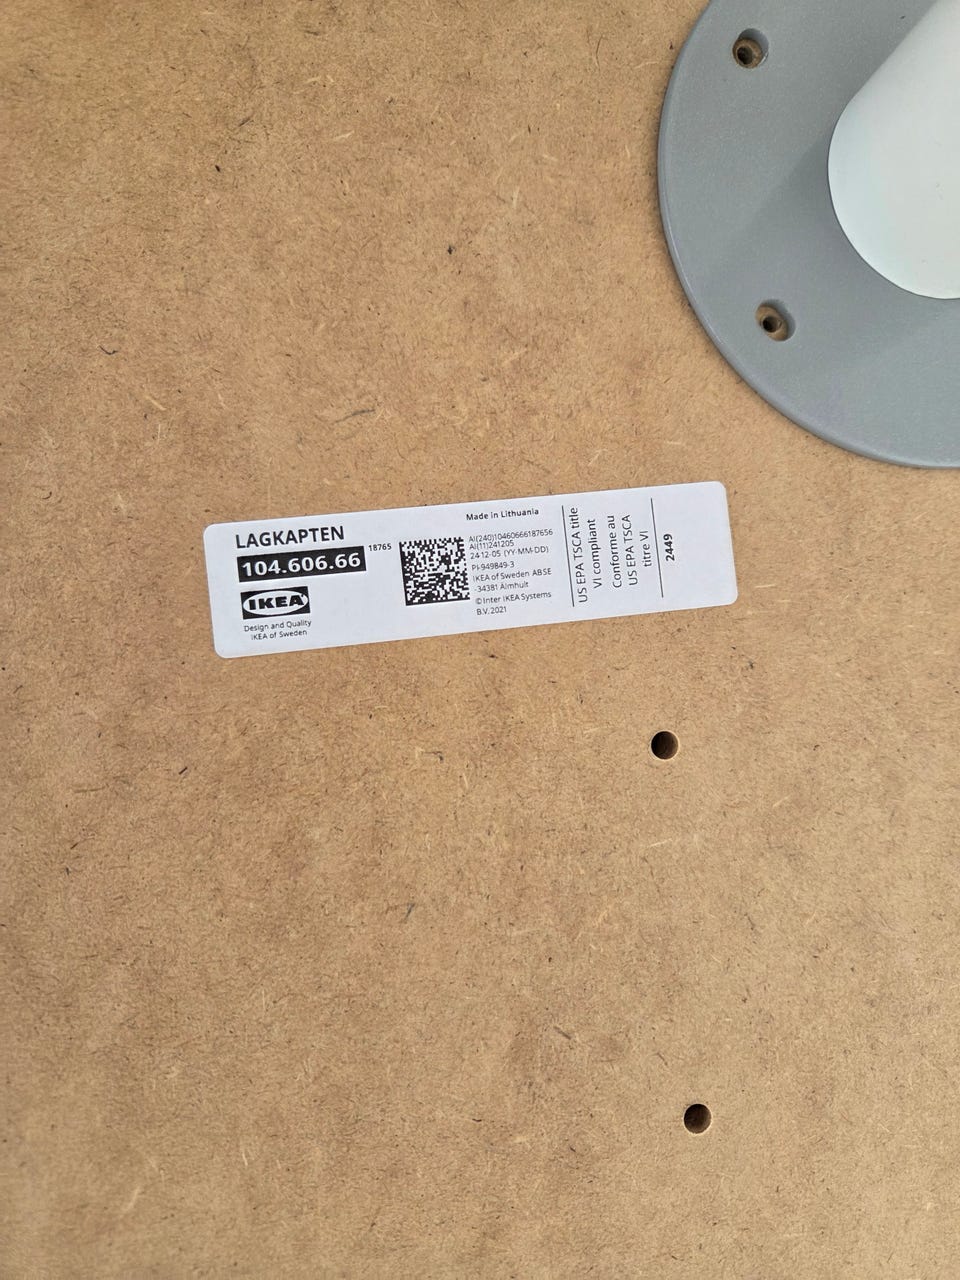 LAGKAPTEN
104.606.66
18765
IKEA
Design and Quality
IKEA of Sweden
Made in Lithuania
AI(240)10460666187656
AI(11)241205
24-12-05 (YY-MM-DD)
PI-949849-3
IKEA of Sweden AB SE
-34381 Älmhult
© Inter IKEA Systems
B.V. 2021
US EPA TSCA title
VI compliant
Conforme au
US EPA TSCA
titre VI
2449